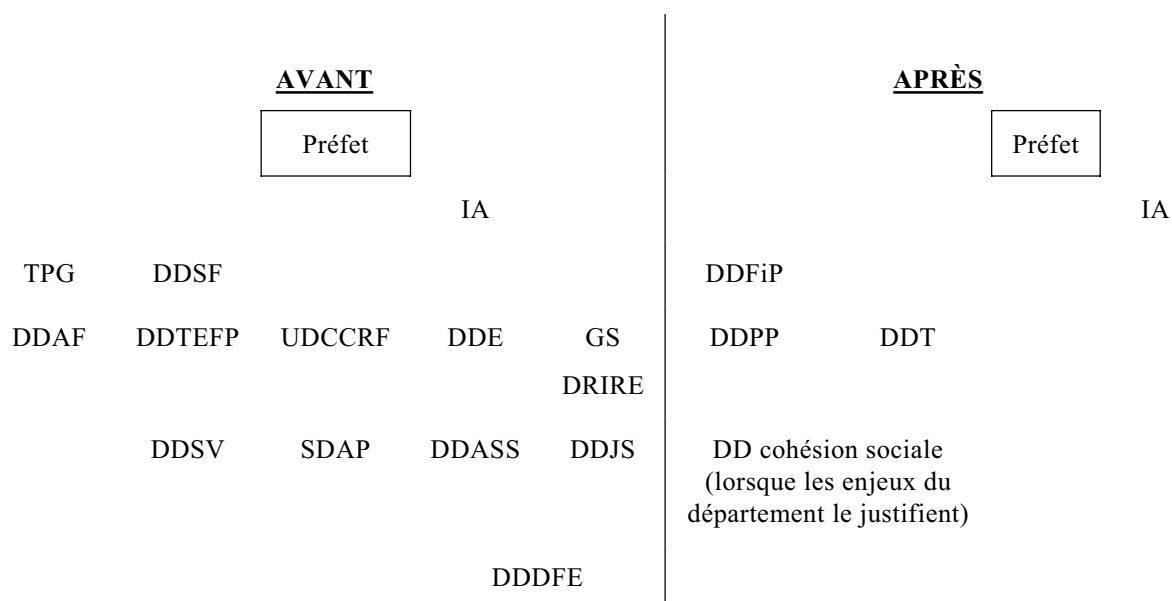 AVANT
Préfet
IA
TPG DDSF
DDAF DDTEFP UDCCRF DDE GS
DRIRE
DDSV SDAP DDASS DDJS
DDDFE
APRÈS
Préfet
IA
DDFiP
DDPP DDT
DD cohésion sociale
(lorsque les enjeux du
département le justifient)